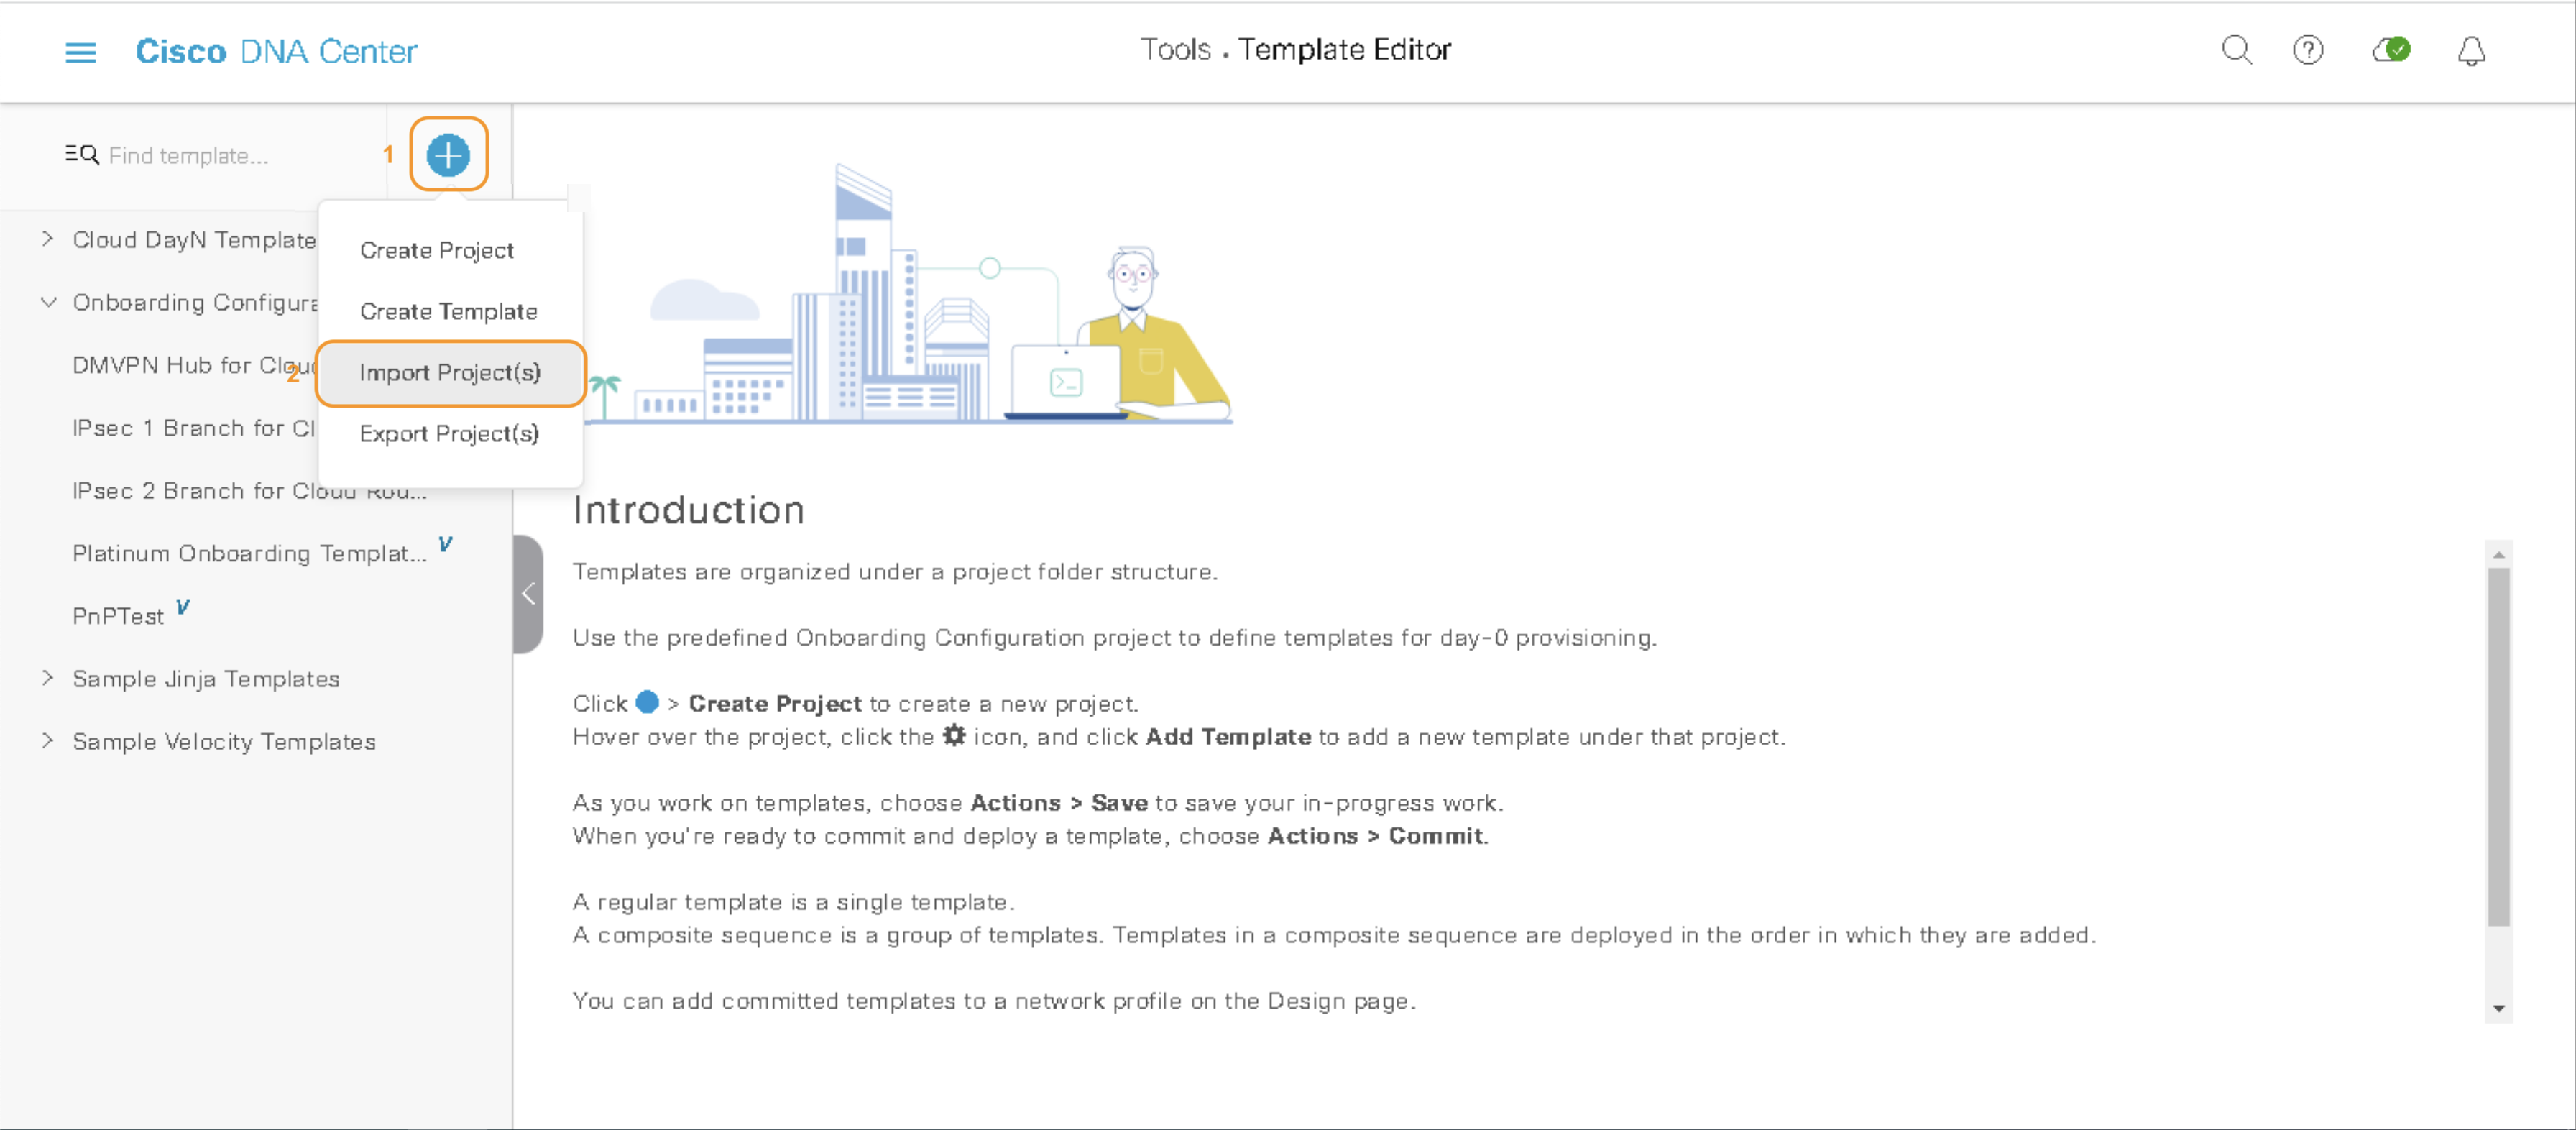 Cisco DNA Center
Tools . Template Editor
Find template...
1
Cloud DayN Template
Onboarding Configura
DMVPN Hub for Cloud
IPsec 1 Branch for Cl
IPsec 2 Branch for Cloud Rou...
Platinum Onboarding Templat... V
PnPTest V
Sample Jinja Templates
Sample Velocity Templates
Create Project
Create Template
2
Import Project(s)
Export Project(s)
Introduction
Templates are organized under a project folder structure.
Use the predefined Onboarding Configuration project to define templates for day-0 provisioning.
Click > Create Project to create a new project.
Hover over the project, click the icon, and click Add Template to add a new template under that project.
As you work on templates, choose Actions > Save to save your in-progress work.
When you're ready to commit and deploy a template, choose Actions > Commit.
A regular template is a single template.
A composite sequence is a group of templates. Templates in a composite sequence are deployed in the order in which they are added.
You can add committed templates to a network profile on the Design page.